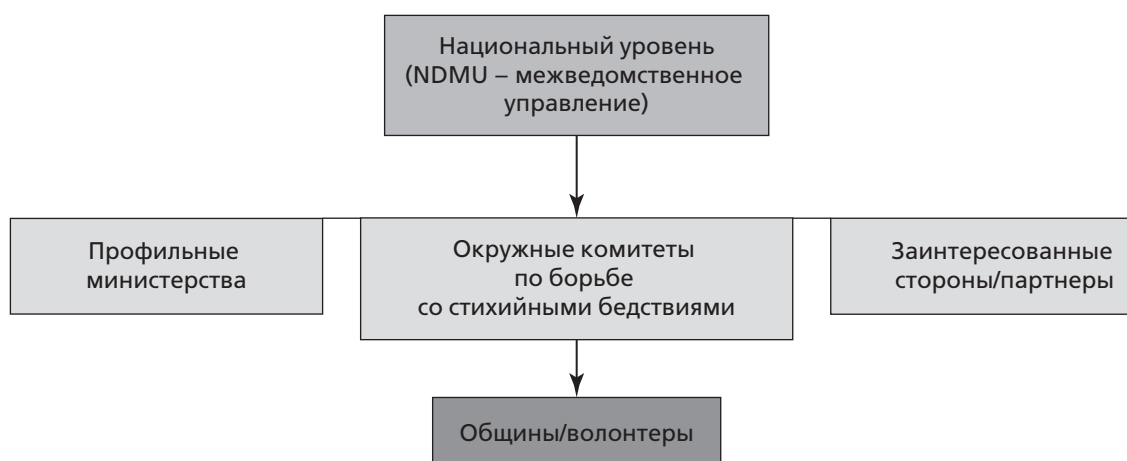 Национальный уровень
(NDMU – межведомственное
управление)
Профильные
министерства
Окружные комитеты
по борьбе
со стихийными бедствиями
Заинтересованные
стороны/партнеры
Общины/волонтеры